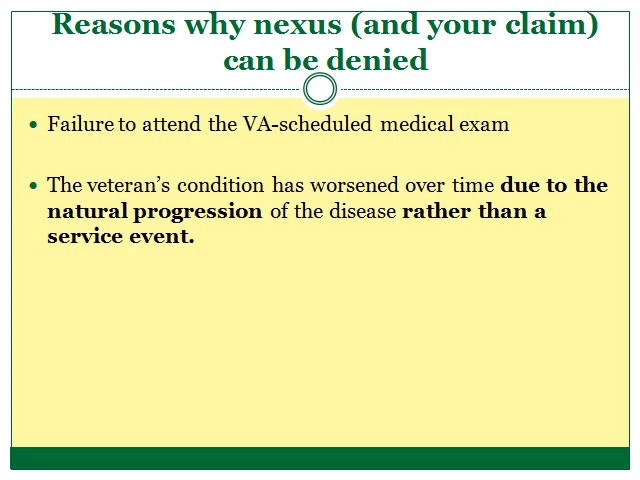 Reasons why nexus (and your claim)
can be denied
• Failure to attend the VA-scheduled medical exam
• The veteran’s condition has worsened over time due to the
natural progression of the disease rather than a
service event.